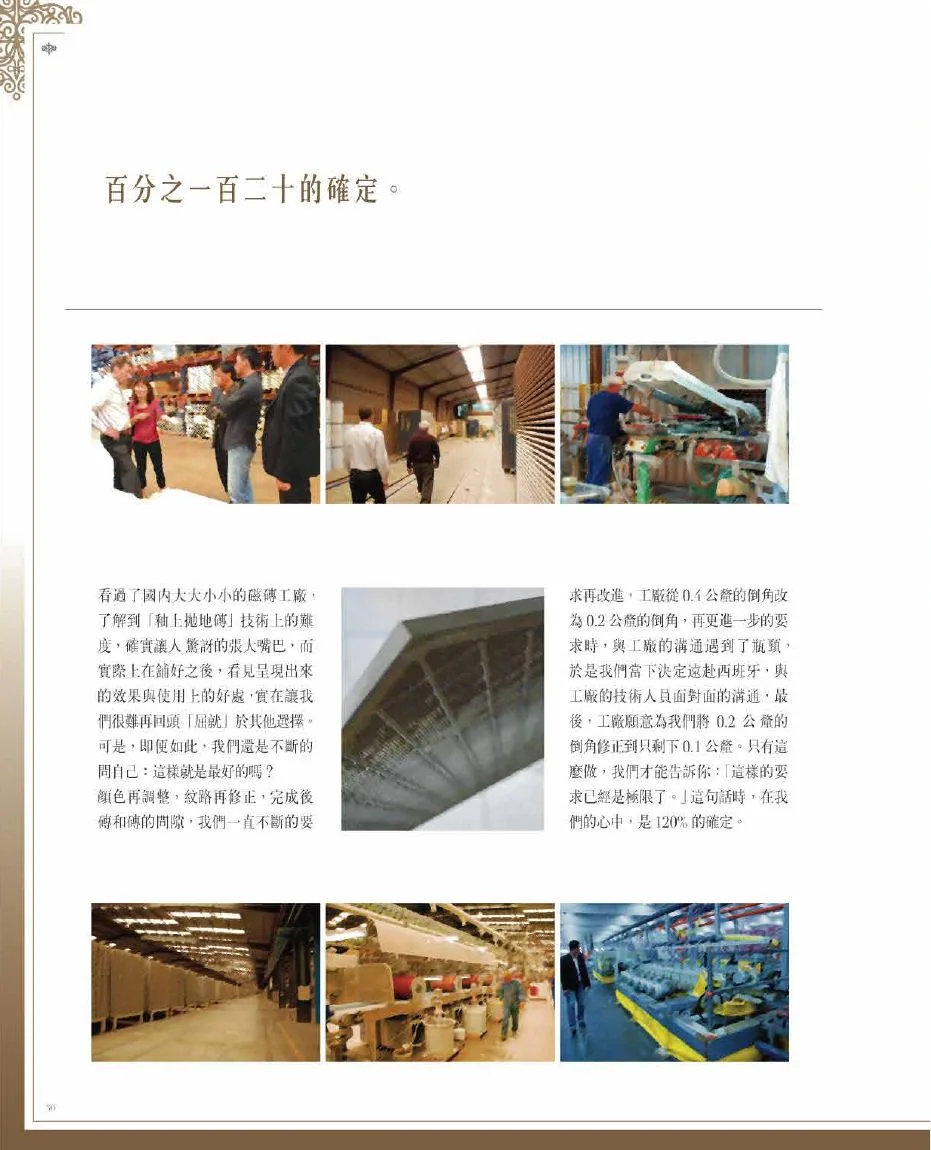 百分之一百二十的確定。
看過了國內大大小小的磁磚工廠，
了解到「釉上拋地磚」技術上的難
度，確實讓人驚訝的張大嘴巴，而
實際上在舖好之後，看見呈現出來
的效果與使用上的好處，實在讓我
們很難再回頭「屈就」於其他選擇。
可是，即便如此，我們還是不斷的
問自己：這樣就是最好的嗎？
顏色再調整，紋路再修正，完成後
磚和磚的間隙，我們一直不斷的要
求再改進，工廠從 0.4 公釐的倒角改
為 0.2 公釐的倒角，再更進一步的要
求時，與工廠的溝通遇到了瓶頸，
於是我們當下決定遠赴西班牙，與
工廠的技術人員面對面的溝通，最
後，工廠願意為我們將 0.2 公釐的
倒角修正到只剩下 0.1 公釐。只有這
麼做，我們才能告訴你：「這樣的要
求已經是極限了。」這句話時，在我
們的心中，是 120% 的確定。
50